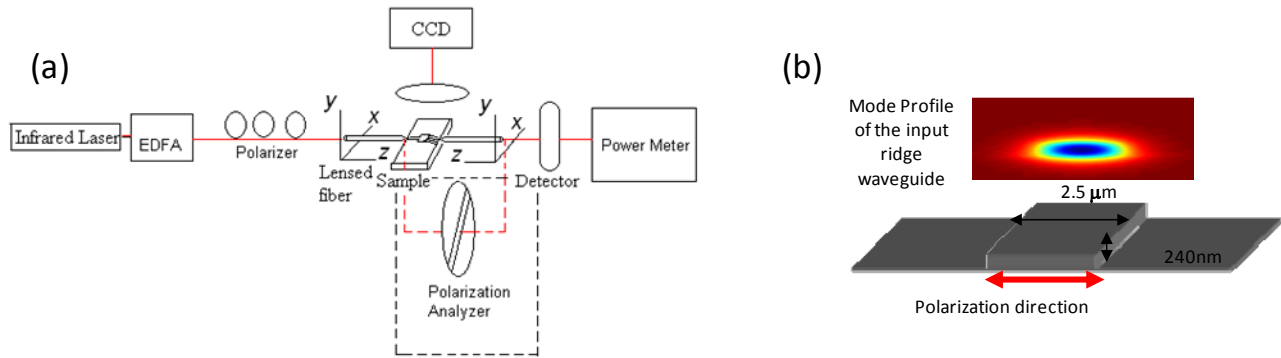 (a)
CCD
Infrared Laser
EDFA
Polarizer
y
x
z
Lensed
fiber
Sample
y
x
z
Detector
Power Meter
Polarization
Analyzer
(b)
Mode Profile
of the input
ridge
waveguide
2.5 μm
240nm
Polarization direction